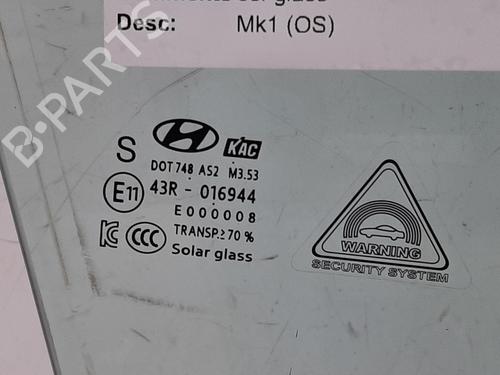 Desc: Mk1 (OS)
B-PARTS
S KAC
DOT 748 AS2 M3.53
E11 43R - 016944
E000008
CCC TRANSP.≥70%
Solar glass
WARNING
SECURITY SYSTEM